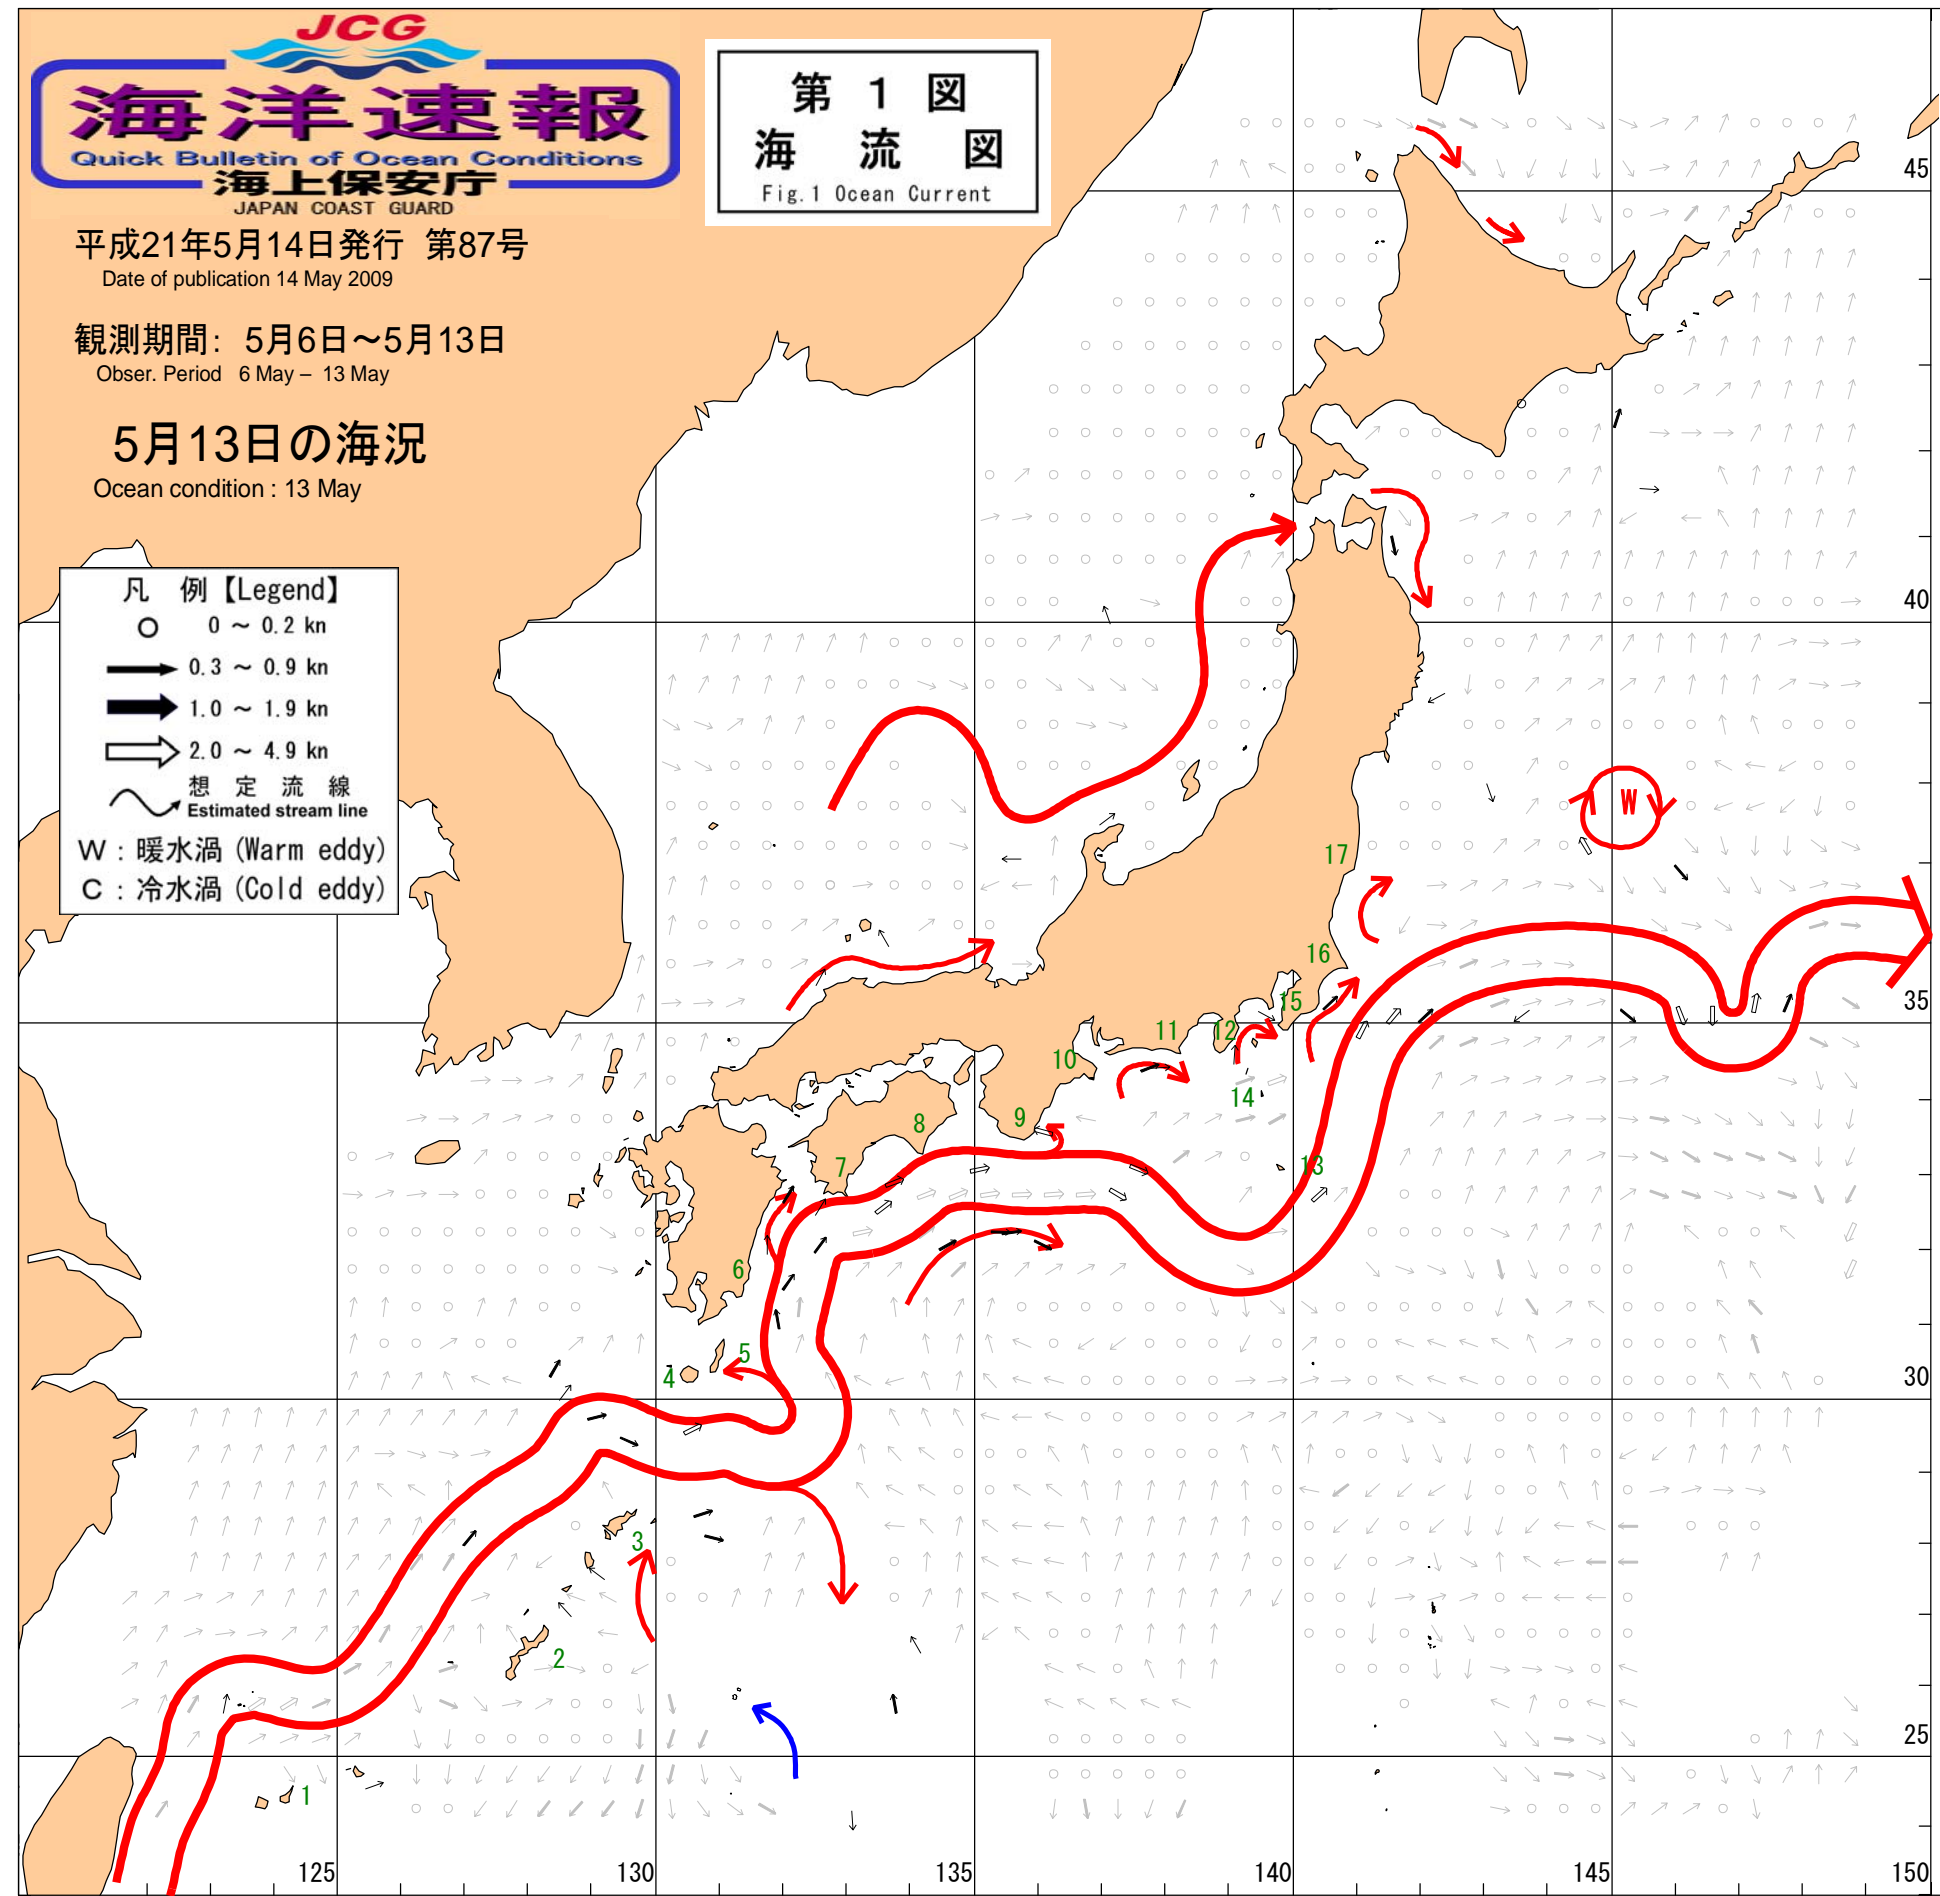 JCG
海洋速報
Quick Bulletin of Ocean Conditions
海上保安庁
JAPAN COAST GUARD
第 1 図
海 流 図
Fig.1 Ocean Current
平成21年5月14日発行 第87号
Date of publication 14 May 2009
観測期間: 5月6日~5月13日
Obser. Period 6 May – 13 May
5月13日の海況
Ocean condition : 13 May
凡 例【Legend】
0 ~ 0.2 kn
0.3 ~ 0.9 kn
1.0 ~ 1.9 kn
2.0 ~ 4.9 kn
想 定 流 線
Estimated stream line
W : 暖水渦 (Warm eddy)
C : 冷水渦 (Cold eddy)
45
40
W
17
16
35
15
12
11
10
14
9
8
13
7
6
5
4
30
3
2
25
1
125
130
135
140
145
150